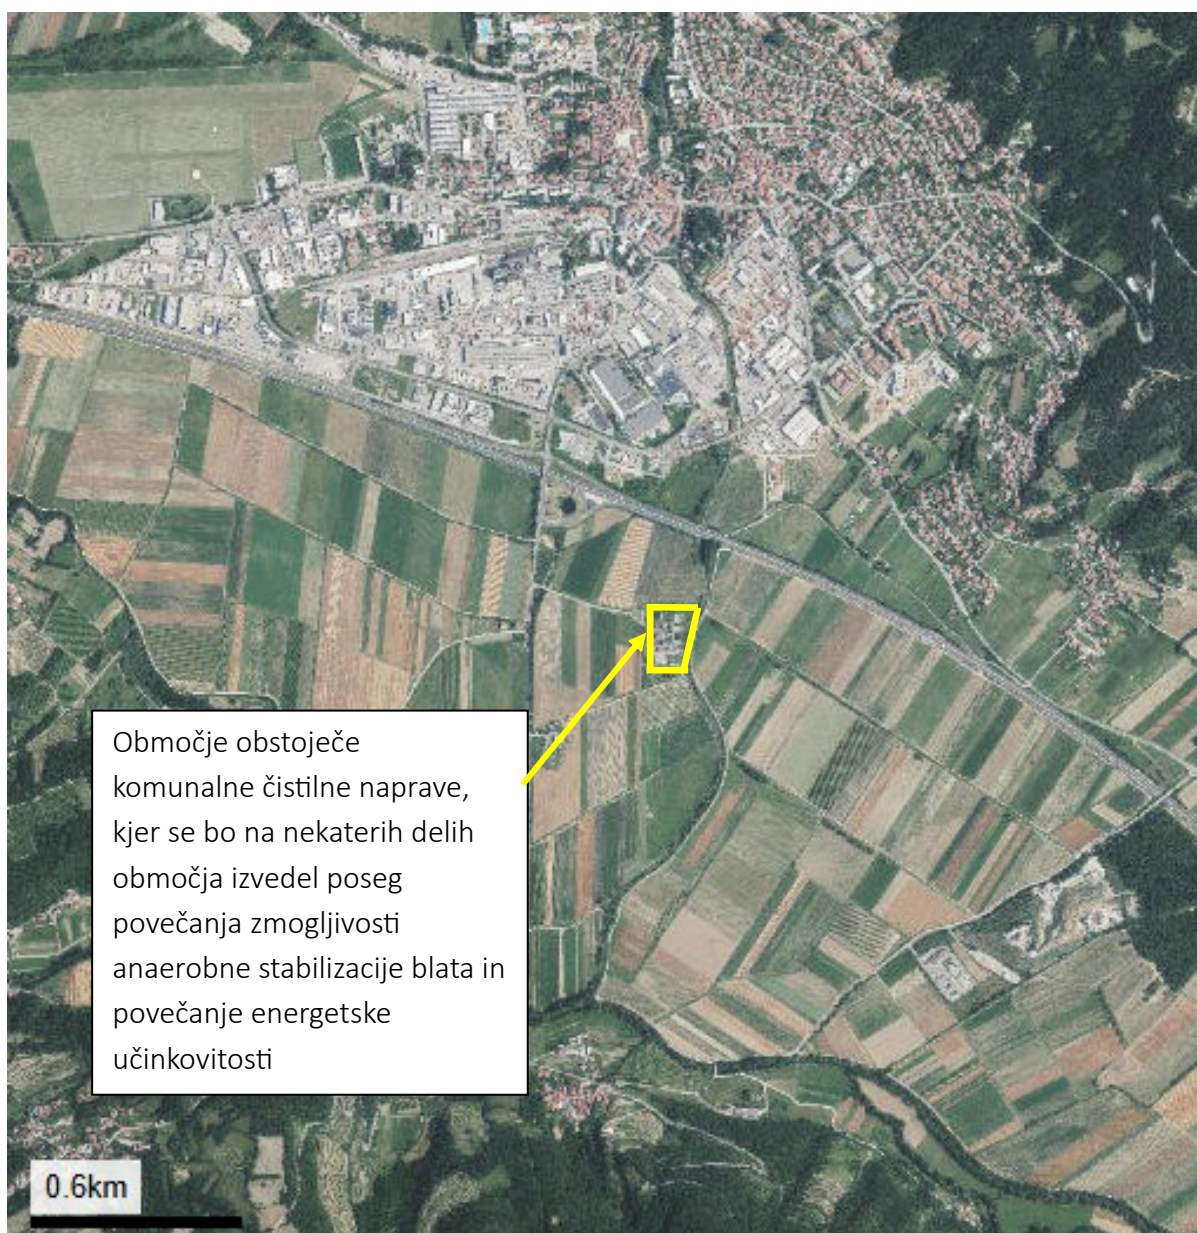 Območje obstoječe
komunalne čistilne naprave,
kjer se bo na nekaterih delih
območja izvedel poseg
povečanja zmogljivosti
anaerobne stabilizacije blata in
povečanje energetske
učinkovitosti
0.6km